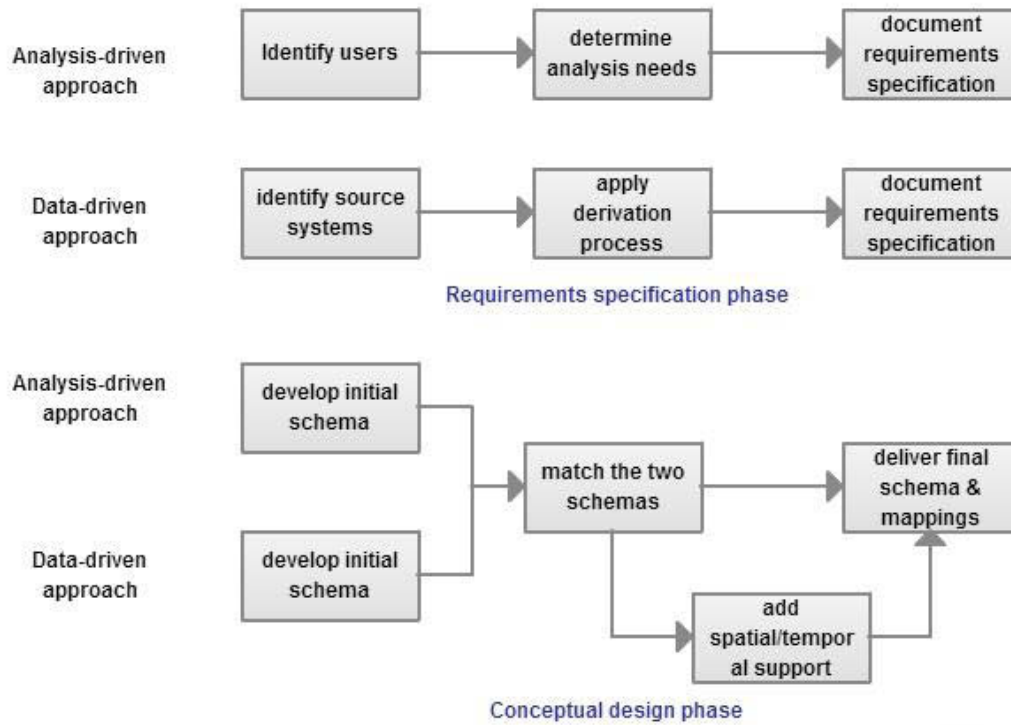 Analysis-driven
approach
Identify users
determine
analysis needs
document
requirements
specification
Data-driven
approach
identify source
systems
apply
derivation
process
document
requirements
specification
Requirements specification phase
Analysis-driven
approach
develop initial
schema
match the two
schemas
deliver final
schema &
mappings
Data-driven
approach
develop initial
schema
add
spatial/tempor
al support
Conceptual design phase